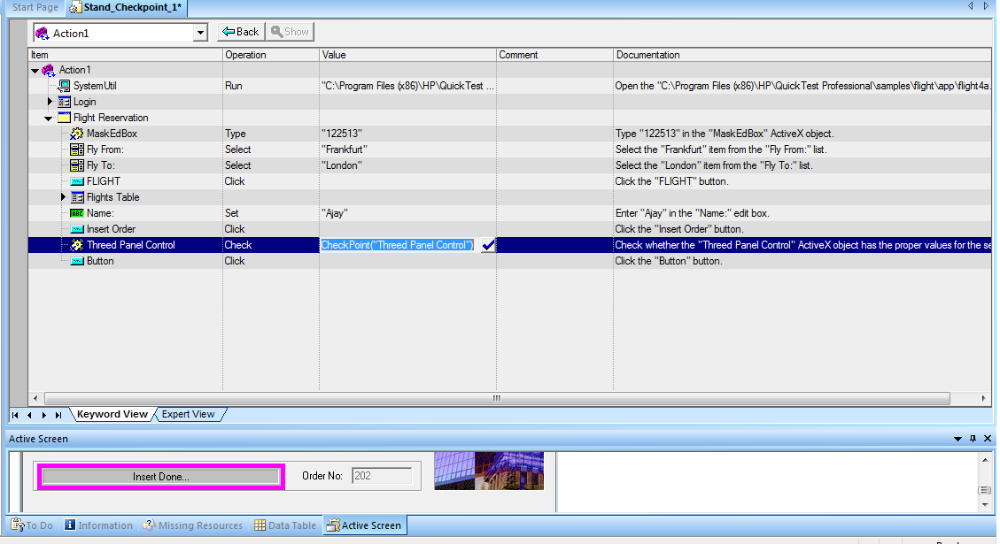 Start Page Stand_Checkpoint_1*
Action1 Back Show
Item Operation Value Comment Documentation
Action1
SystemUtil Run "C:\Program Files (x86)\HP\QuickTest ... Open the "C:\Program Files (x86)\HP\QuickTest Professional\samples\flight\app\flight4a
Login
Flight Reservation
MaskEdBox Type "122513" Type "122513" in the "MaskEdBox" ActiveX object.
Fly From: Select "Frankfurt" Select the "Frankfurt" item from the "Fly From:" list.
Fly To: Select "London" Select the "London" item from the "Fly To:" list.
FLIGHT Click Click the "FLIGHT" button.
Flights Table
ABC Name: Set "Ajay" Enter "Ajay" in the "Name:" edit box.
Insert Order Click Click the "Insert Order" button.
Threed Panel Control Check CheckPoint("Threed Panel Control") Check whether the "Threed Panel Control" ActiveX object has the proper values for the se
Button Click Click the "Button" button.
Keyword View Expert View
Active Screen
Insert Done... Order No: 202
To Do Information Missing Resources Data Table Active Screen